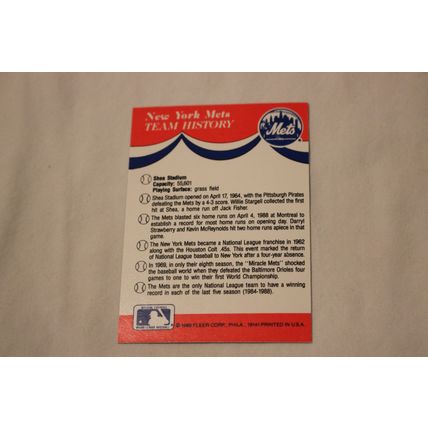 New York Mets
TEAM HISTORY
Mets
Shea Stadium
Capacity: 55,601
Playing Surface: grass field
Shea Stadium opened on April 17, 1964, with the Pittsburgh Pirates
defeating the Mets by a 4-3 score. Willie Stargell collected the first
hit at Shea, a home run off Jack Fisher.
The Mets blasted six home runs on April 4, 1988 at Montreal to
establish a record for most home runs on opening day. Darryl
Strawberry and Kevin McReynolds hit two home runs apiece in that
game.
The New York Mets became a National League franchise in 1962
along with the Houston Colt .45s. This event marked the return
of National League baseball to New York after a four-year absence.
In 1969, in only their eighth season, the "Miracle Mets" shocked
the baseball world when they defeated the Baltimore Orioles four
games to one to win their first World Championship.
The Mets are the only National League team to have a winning
record in each of the last five season (1984-1988).
© 1989 FLEER CORP., PHILA., 19141 PRINTED IN U.S.A.